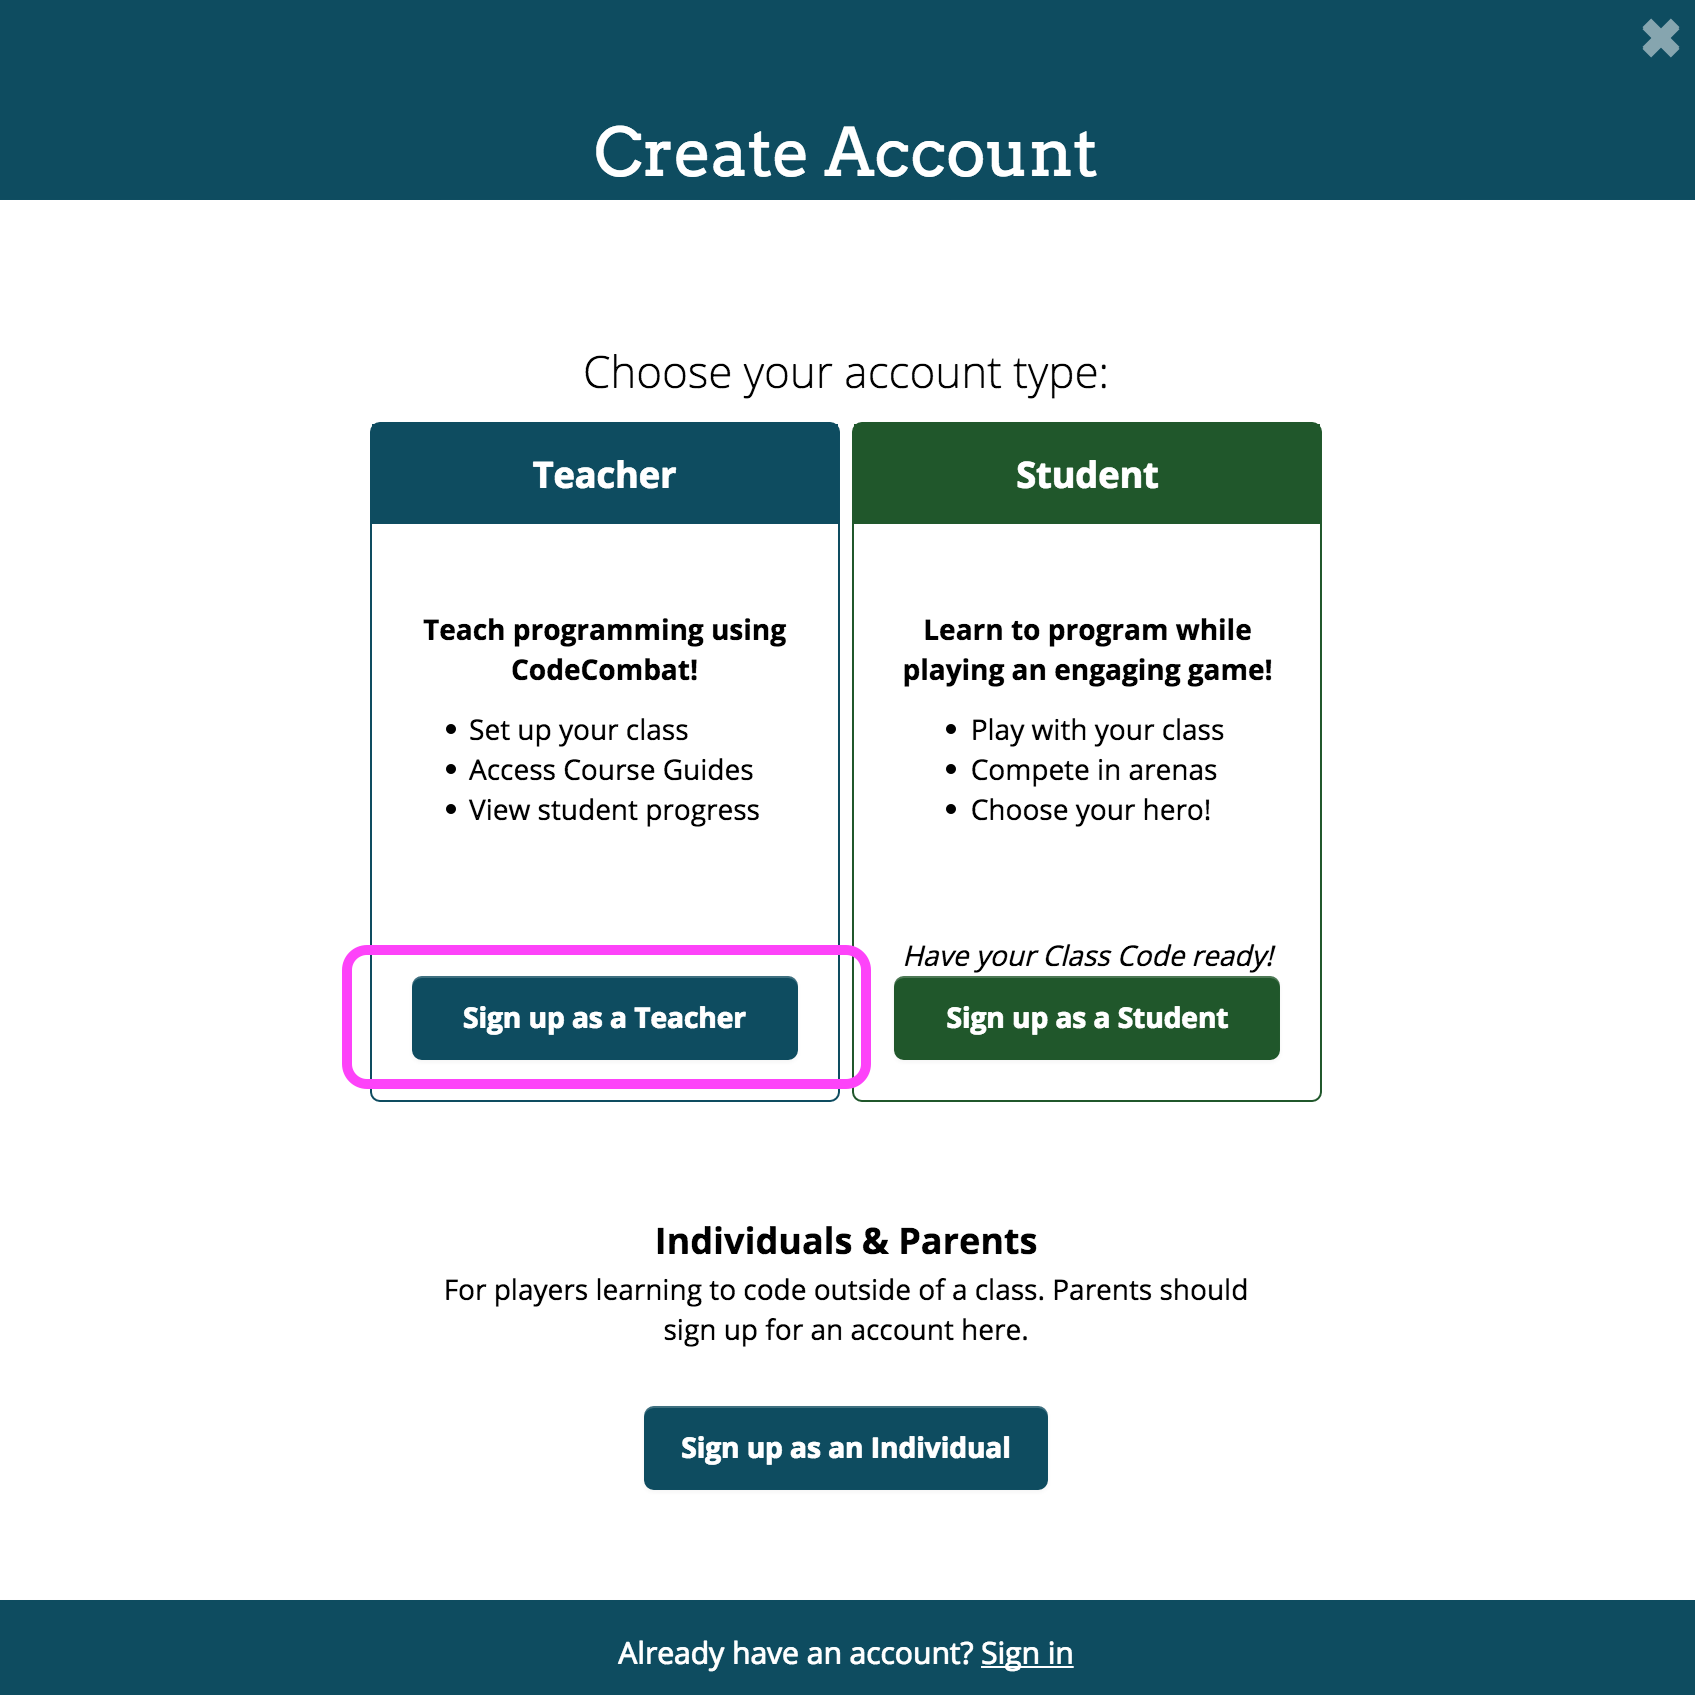 Create Account
Choose your account type:
Teacher
Teach programming using
CodeCombat!
• Set up your class
• Access Course Guides
• View student progress
Sign up as a Teacher
Student
Learn to program while
playing an engaging game!
• Play with your class
• Compete in arenas
• Choose your hero!
Have your Class Code ready!
Sign up as a Student
Individuals & Parents
For players learning to code outside of a class. Parents should
sign up for an account here.
Sign up as an Individual
Already have an account? Sign in